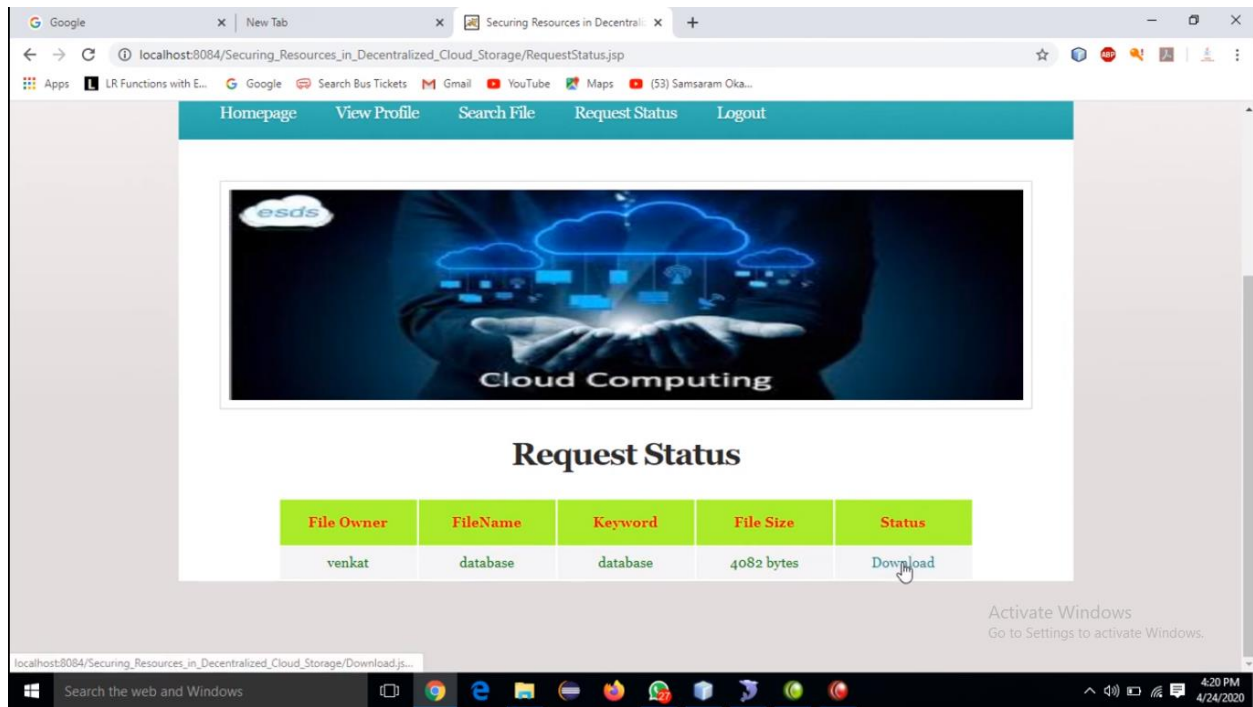 Google
New Tab
Securing Resources in Decentrali
localhost:8084/Securing_Resources_in_Decentralized_Cloud_Storage/RequestStatus.jsp
ABP
Apps L LR Functions with E... Google Search Bus Tickets Gmail YouTube Maps (53) Samsaram Oka...
Homepage View Profile Search File Request Status Logout
esds
Cloud Computing
Request Status
File Owner FileName Keyword File Size Status
venkat database database 4082 bytes Download
Activate Windows
Go to Settings to activate Windows.
localhost:8084/Securing_Resources_in_Decentralized_Cloud_Storage/Download.js...
Search the web and Windows
27
4:20 PM
4/24/2020